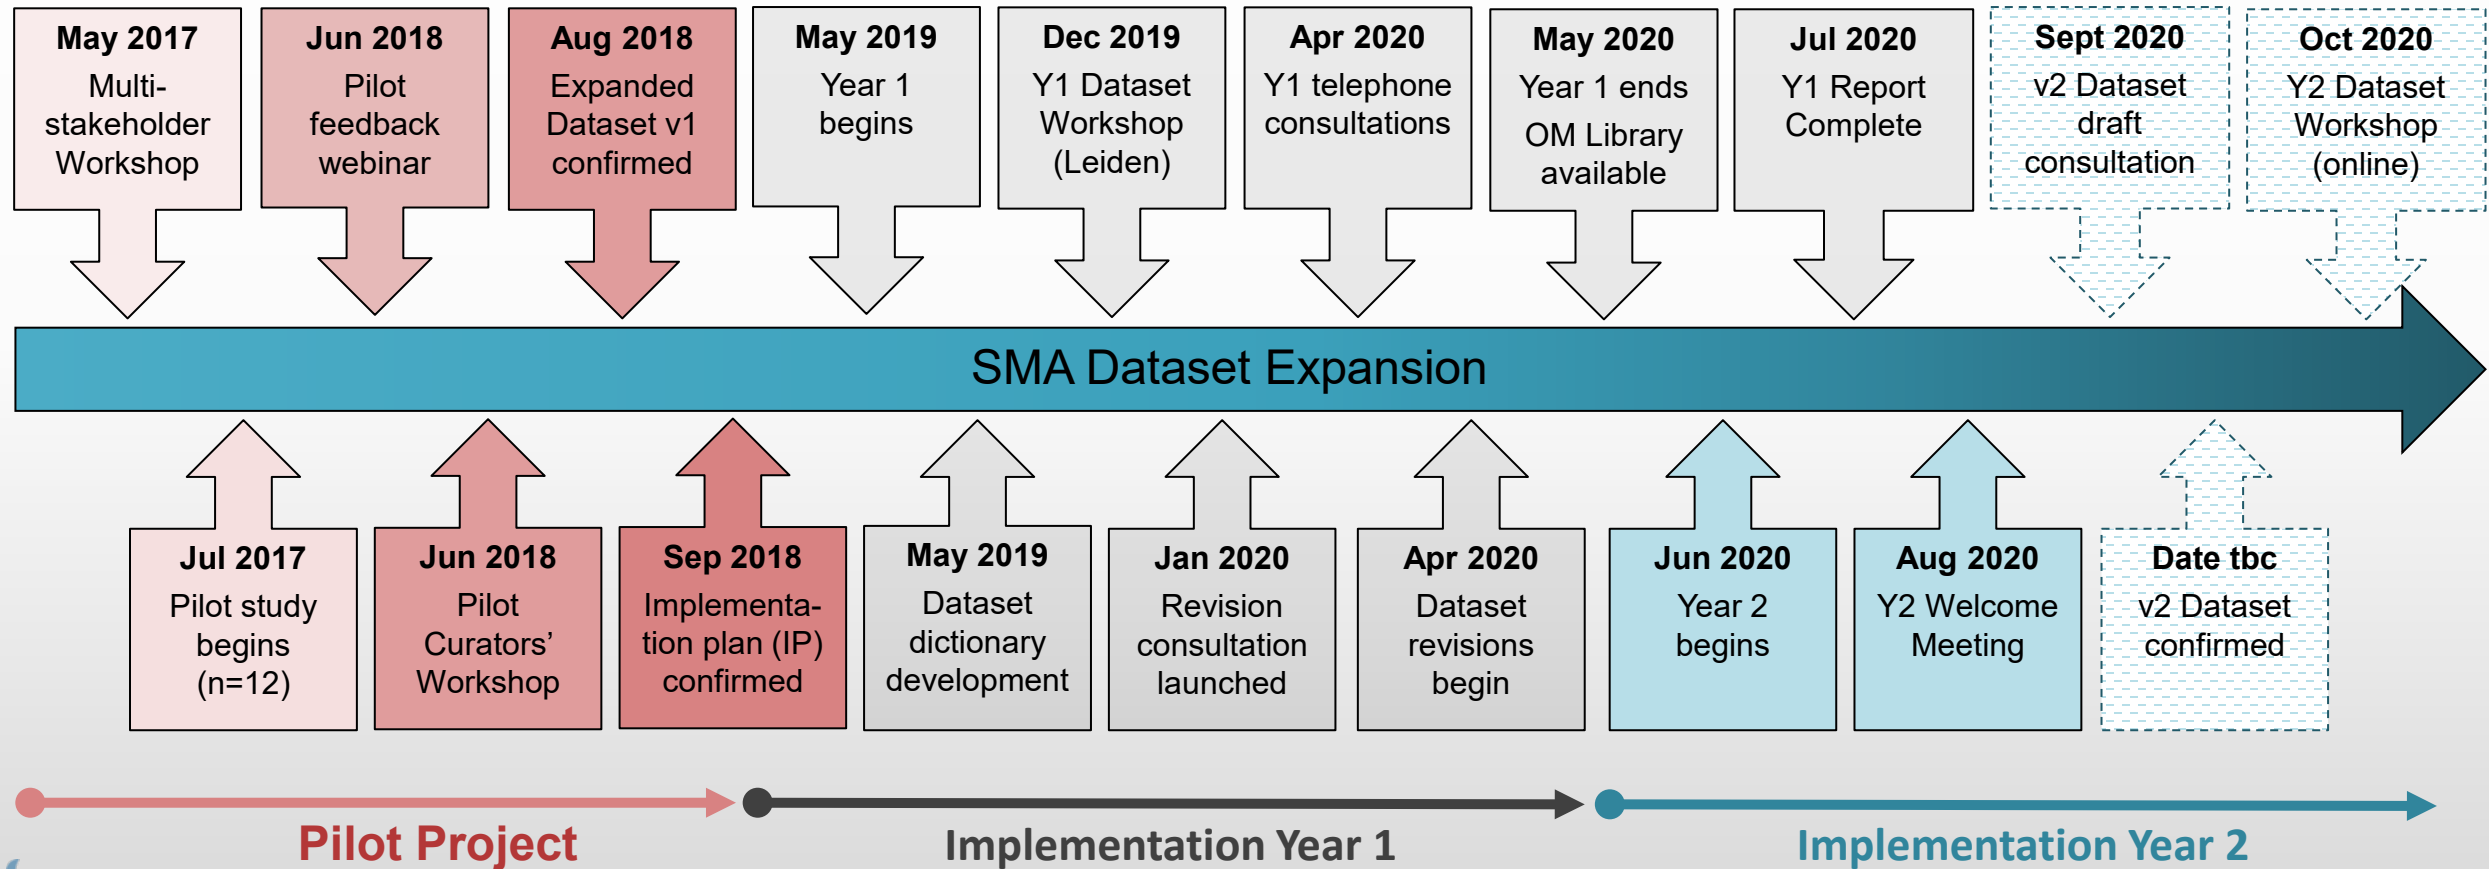 May 2017
Multi-
stakeholder
Workshop
Jun 2018
Pilot
feedback
webinar
Aug 2018
Expanded
Dataset v1
confirmed
May 2019
Year 1
begins
Dec 2019
Y1 Dataset
Workshop
(Leiden)
Apr 2020
Y1 telephone
consultations
May 2020
Year 1 ends
OM Library
available
Jul 2020
Y1 Report
Complete
Sept 2020
v2 Dataset
draft
consultation
Oct 2020
Y2 Dataset
Workshop
(online)
SMA Dataset Expansion
Jul 2017
Pilot study
begins
(n=12)
Jun 2018
Pilot
Curators’
Workshop
Sep 2018
Implementa-
tion plan (IP)
confirmed
May 2019
Dataset
dictionary
development
Jan 2020
Revision
consultation
launched
Apr 2020
Dataset
revisions
begin
Jun 2020
Year 2
begins
Aug 2020
Y2 Welcome
Meeting
Date tbc
v2 Dataset
confirmed
Pilot Project
Implementation Year 1
Implementation Year 2